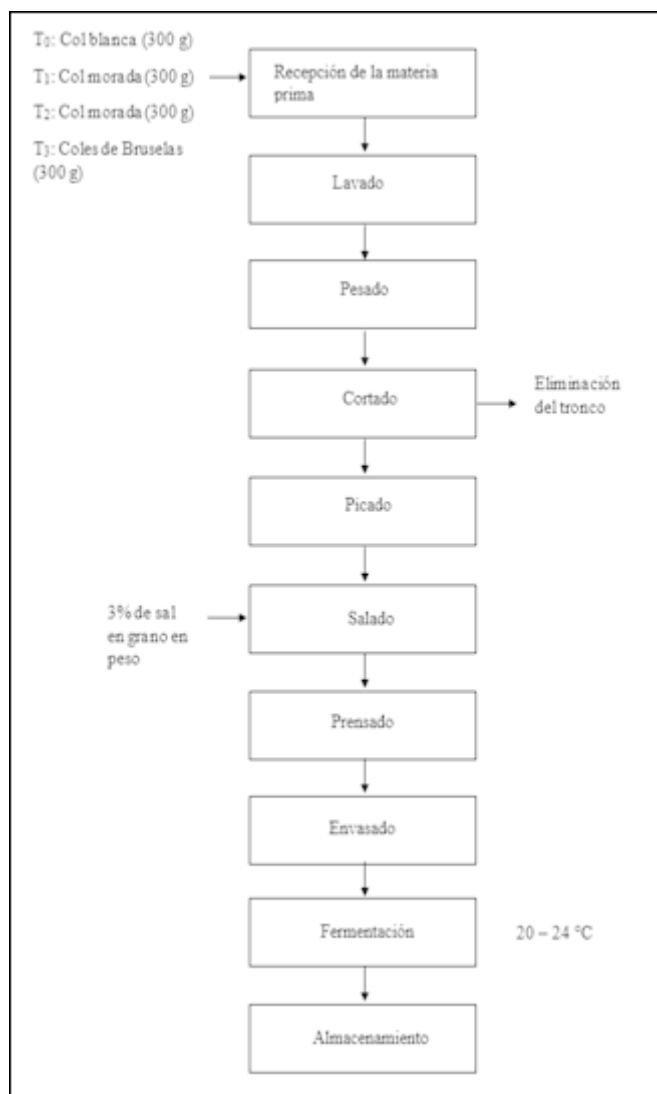 T0: Col blanca (300 g)
T1: Col morada (300 g)
T2: Col morada (300 g)
T3: Coles de Bruselas
(300 g)
Recepción de la materia
prima
Lavado
Pesado
Cortado
Eliminación
del tronco
Picado
3% de sal
en grano en
peso
Salado
Prensado
Envasado
Fermentación
20 – 24 °C
Almacenamiento